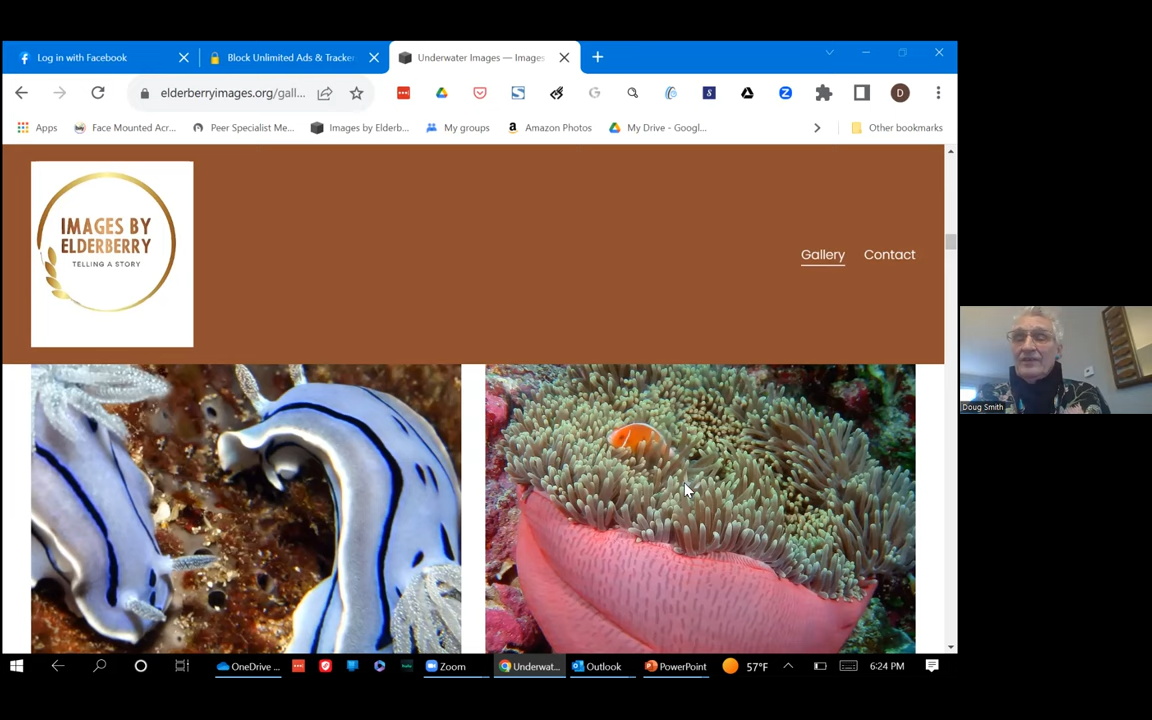 Log in with Facebook
Block Unlimited Ads & Tracke
Underwater Images — Images
elderberryimages.org/gall...
D
Apps
Face Mounted Acr...
Peer Specialist Me...
Images by Elderb...
My groups
Amazon Photos
My Drive - Googl...
Other bookmarks
IMAGES BY
ELDERBERRY
TELLING A STORY
Gallery
Contact
Doug Smith
OneDrive ...
Zoom
Underwat...
Outlook
PowerPoint
57°F
6:24 PM